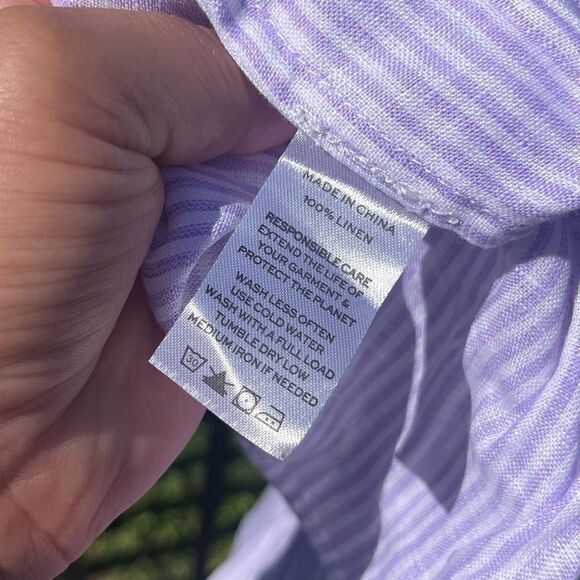 MADE IN CHINA
100% LINEN
RESPONSIBLE CARE
EXTEND THE LIFE OF
YOUR GARMENT &
PROTECT THE PLANET
WASH LESS OFTEN
USE COLD WATER
WASH WITH A FULL LOAD
TUMBLE DRY LOW
MEDIUM IRON IF NEEDED
30